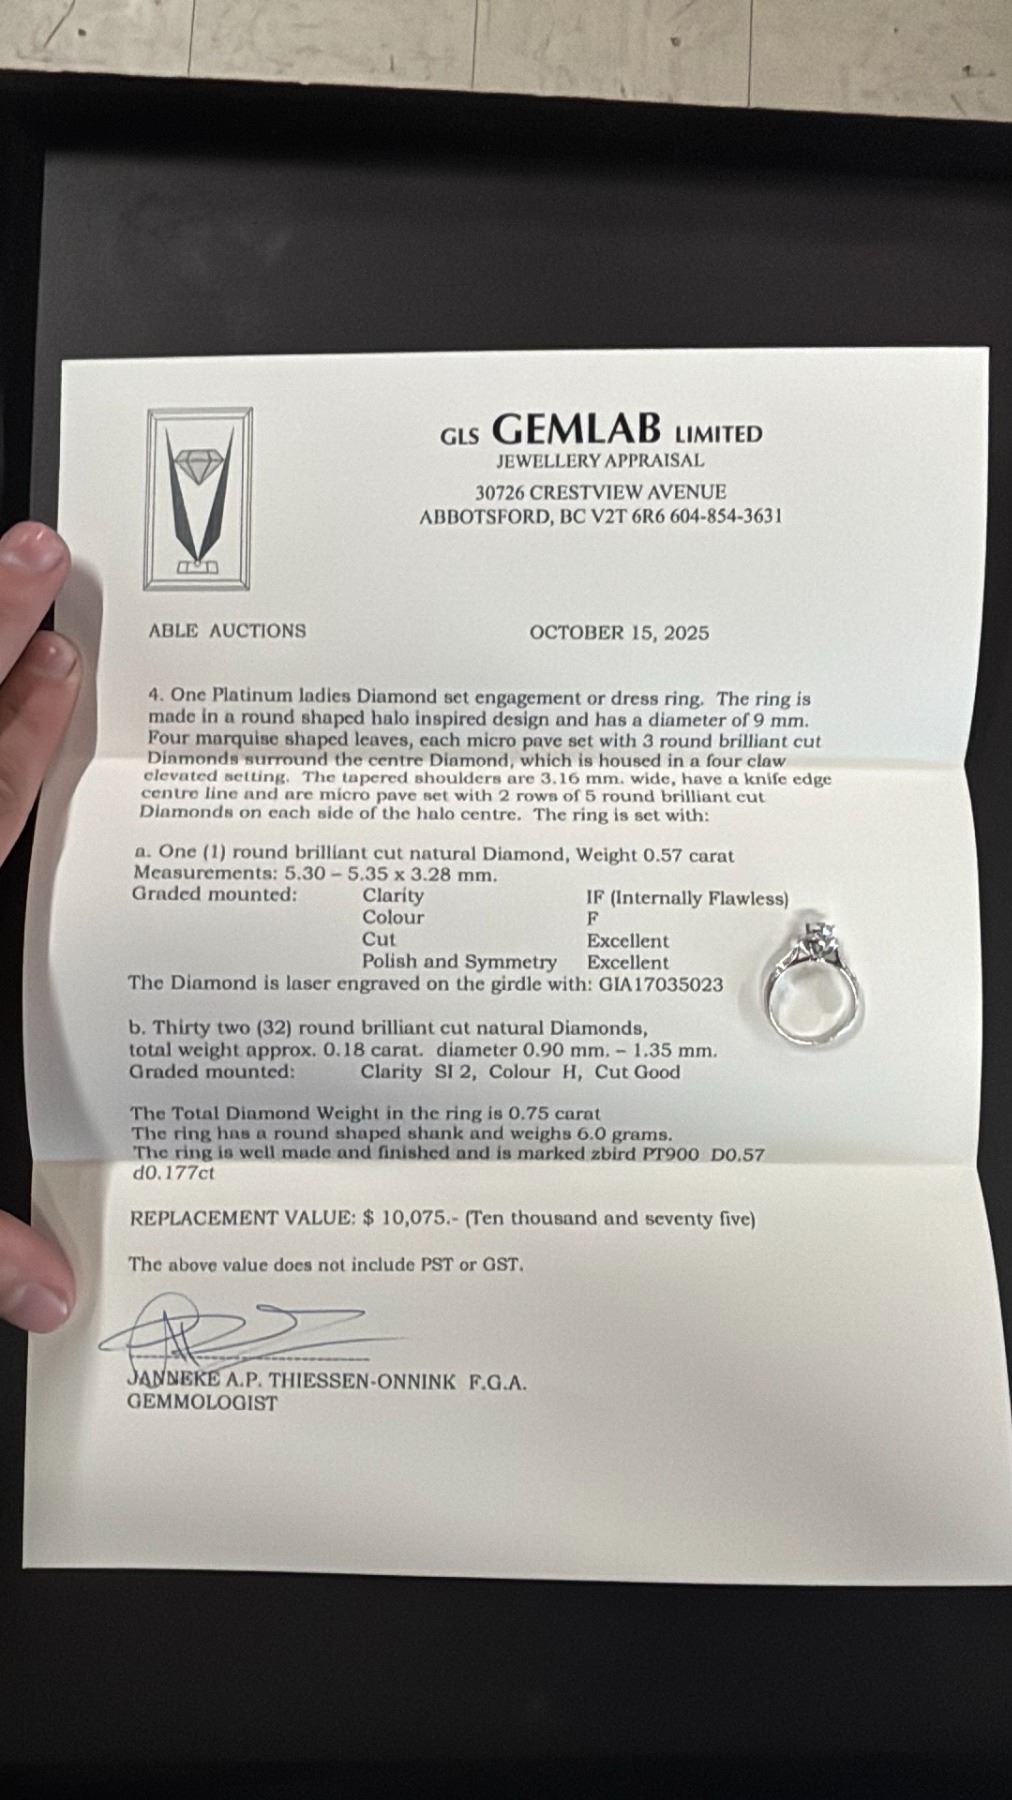 GLS GEMLAB LIMITED
JEWELLERY APPRAISAL
30726 CRESTVIEW AVENUE
ABBOTSFORD, BC V2T 6R6 604-854-3631
ABLE AUCTIONS OCTOBER 15, 2025
4. One Platinum ladies Diamond set engagement or dress ring. The ring is
made in a round shaped halo inspired design and has a diameter of 9 mm.
Four marquise shaped leaves, each micro pave set with 3 round brilliant cut
Diamonds surround the centre Diamond, which is housed in a four claw
elevated setting. The tapered shoulders are 3.16 mm. wide, have a knife edge
centre line and are micro pave set with 2 rows of 5 round brilliant cut
Diamonds on each side of the halo centre. The ring is set with:
a. One (1) round brilliant cut natural Diamond, Weight 0.57 carat
Measurements: 5.30 – 5.35 x 3.28 mm.
Graded mounted: Clarity IF (Internally Flawless)
Colour F
Cut Excellent
Polish and Symmetry Excellent
The Diamond is laser engraved on the girdle with: GIA17035023
b. Thirty two (32) round brilliant cut natural Diamonds,
total weight approx. 0.18 carat. diameter 0.90 mm. – 1.35 mm.
Graded mounted: Clarity SI 2, Colour H, Cut Good
The Total Diamond Weight in the ring is 0.75 carat
The ring has a round shaped shank and weighs 6.0 grams.
The ring is well made and finished and is marked zbird PT900 D0.57
d0.177ct
REPLACEMENT VALUE: $ 10,075.- (Ten thousand and seventy five)
The above value does not include PST or GST.
JANNEKE A.P. THIESSEN-ONNINK F.G.A.
GEMMOLOGIST